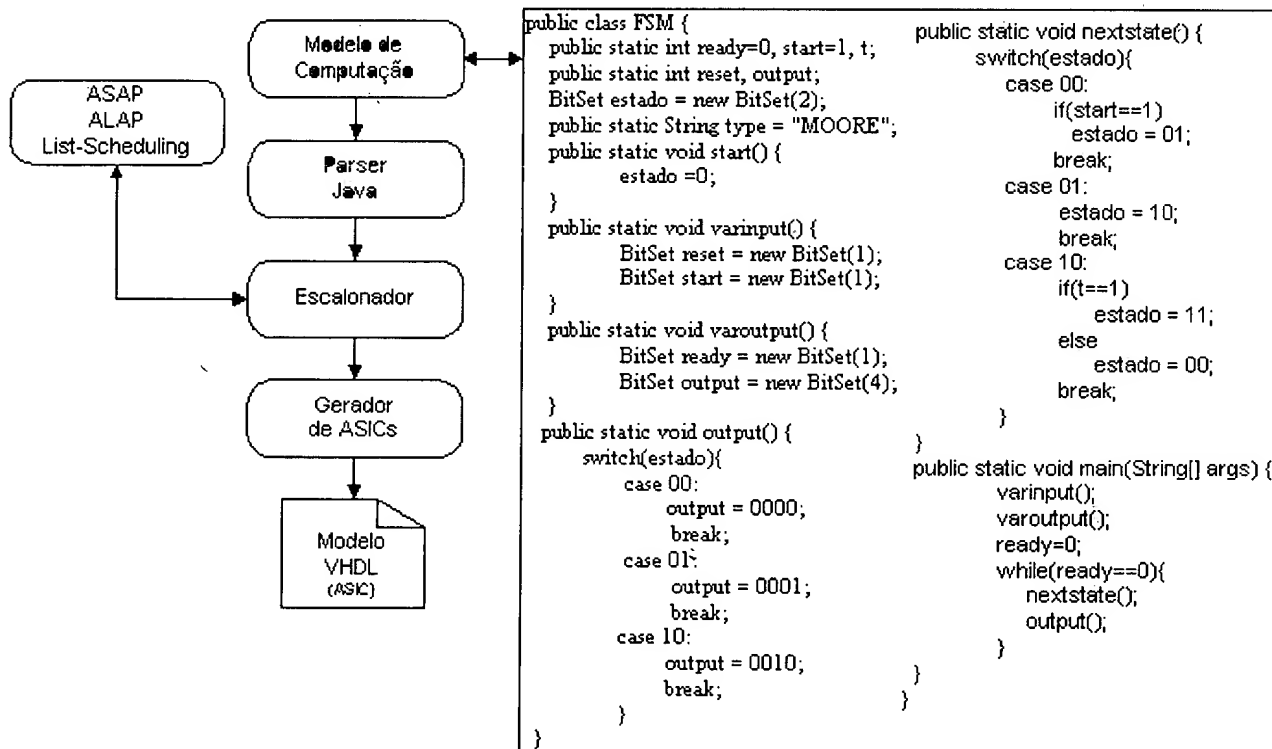 Modelo de
Computação
ASAP
ALAP
List-Scheduling
Parser
Java
Escalonador
Gerador
de ASICs
Modelo
VHDL
(ASIC)
public class FSM {
public static int ready=0, start=1, t;
public static int reset, output;
BitSet estado = new BitSet(2);
public static String type = "MOORE";
public static void start() {
estado =0;
}
public static void varinput() {
BitSet reset = new BitSet(1);
BitSet start = new BitSet(1);
}
public static void varoutput() {
BitSet ready = new BitSet(1);
BitSet output = new BitSet(4);
}
public static void output() {
switch(estado){
case 00:
output = 0000;
break;
case 01:
output = 0001;
break;
case 10:
output = 0010;
break;
}
}
public static void nextstate() {
switch(estado){
case 00:
if(start==1)
estado = 01;
break;
case 01:
estado = 10;
break;
case 10:
if(t==1)
estado = 11;
else
estado = 00;
break;
}
}
public static void main(String[] args) {
varinput();
varoutput();
ready=0;
while(ready==0){
nextstate();
output();
}
}
}